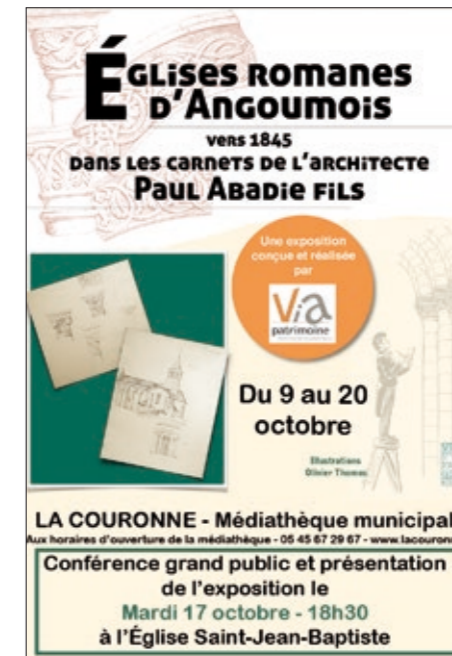 Églises romanes
d'Angoumois
vers 1845
dans les carnets de l'architecte
Paul Abadie fils
Une exposition
conçue et réalisée
par
Via
patrimoine
Du 9 au 20
octobre
Illustrations
Olivier Thomas
LA COURONNE - Médiathèque municipal
Aux horaires d'ouverture de la médiathèque - 05 45 67 29 67 - www.lacouronn
Conférence grand public et présentation
de l'exposition le
Mardi 17 octobre - 18h30
à l'Église Saint-Jean-Baptiste